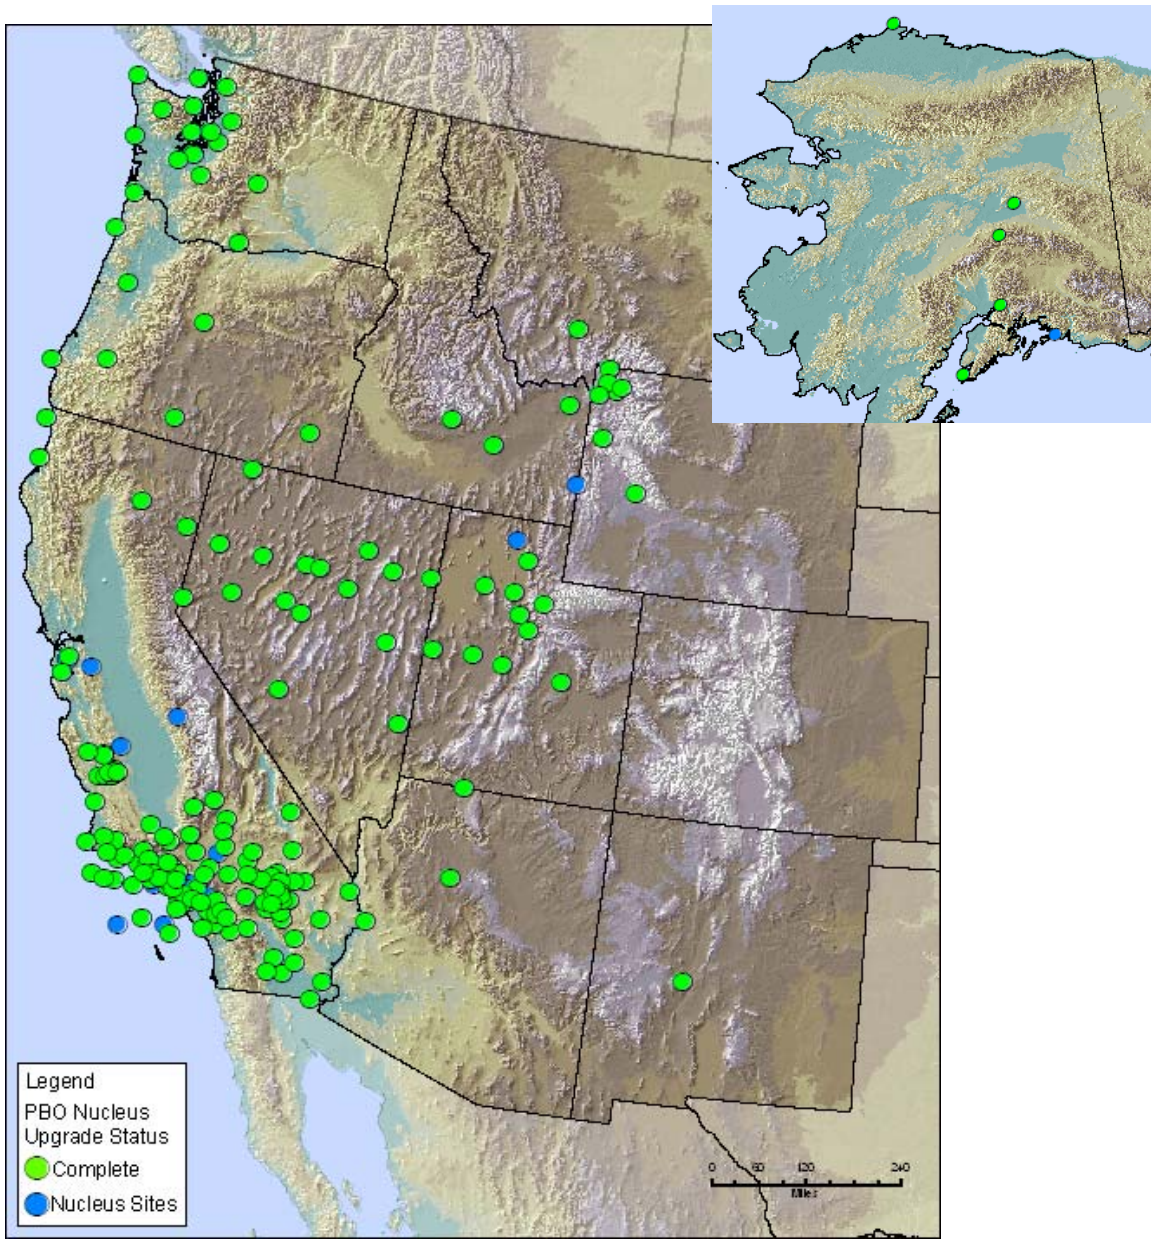 Legend
PBO Nucleus
Upgrade Status
Complete
Nucleus Sites
0 60 120 240
Miles